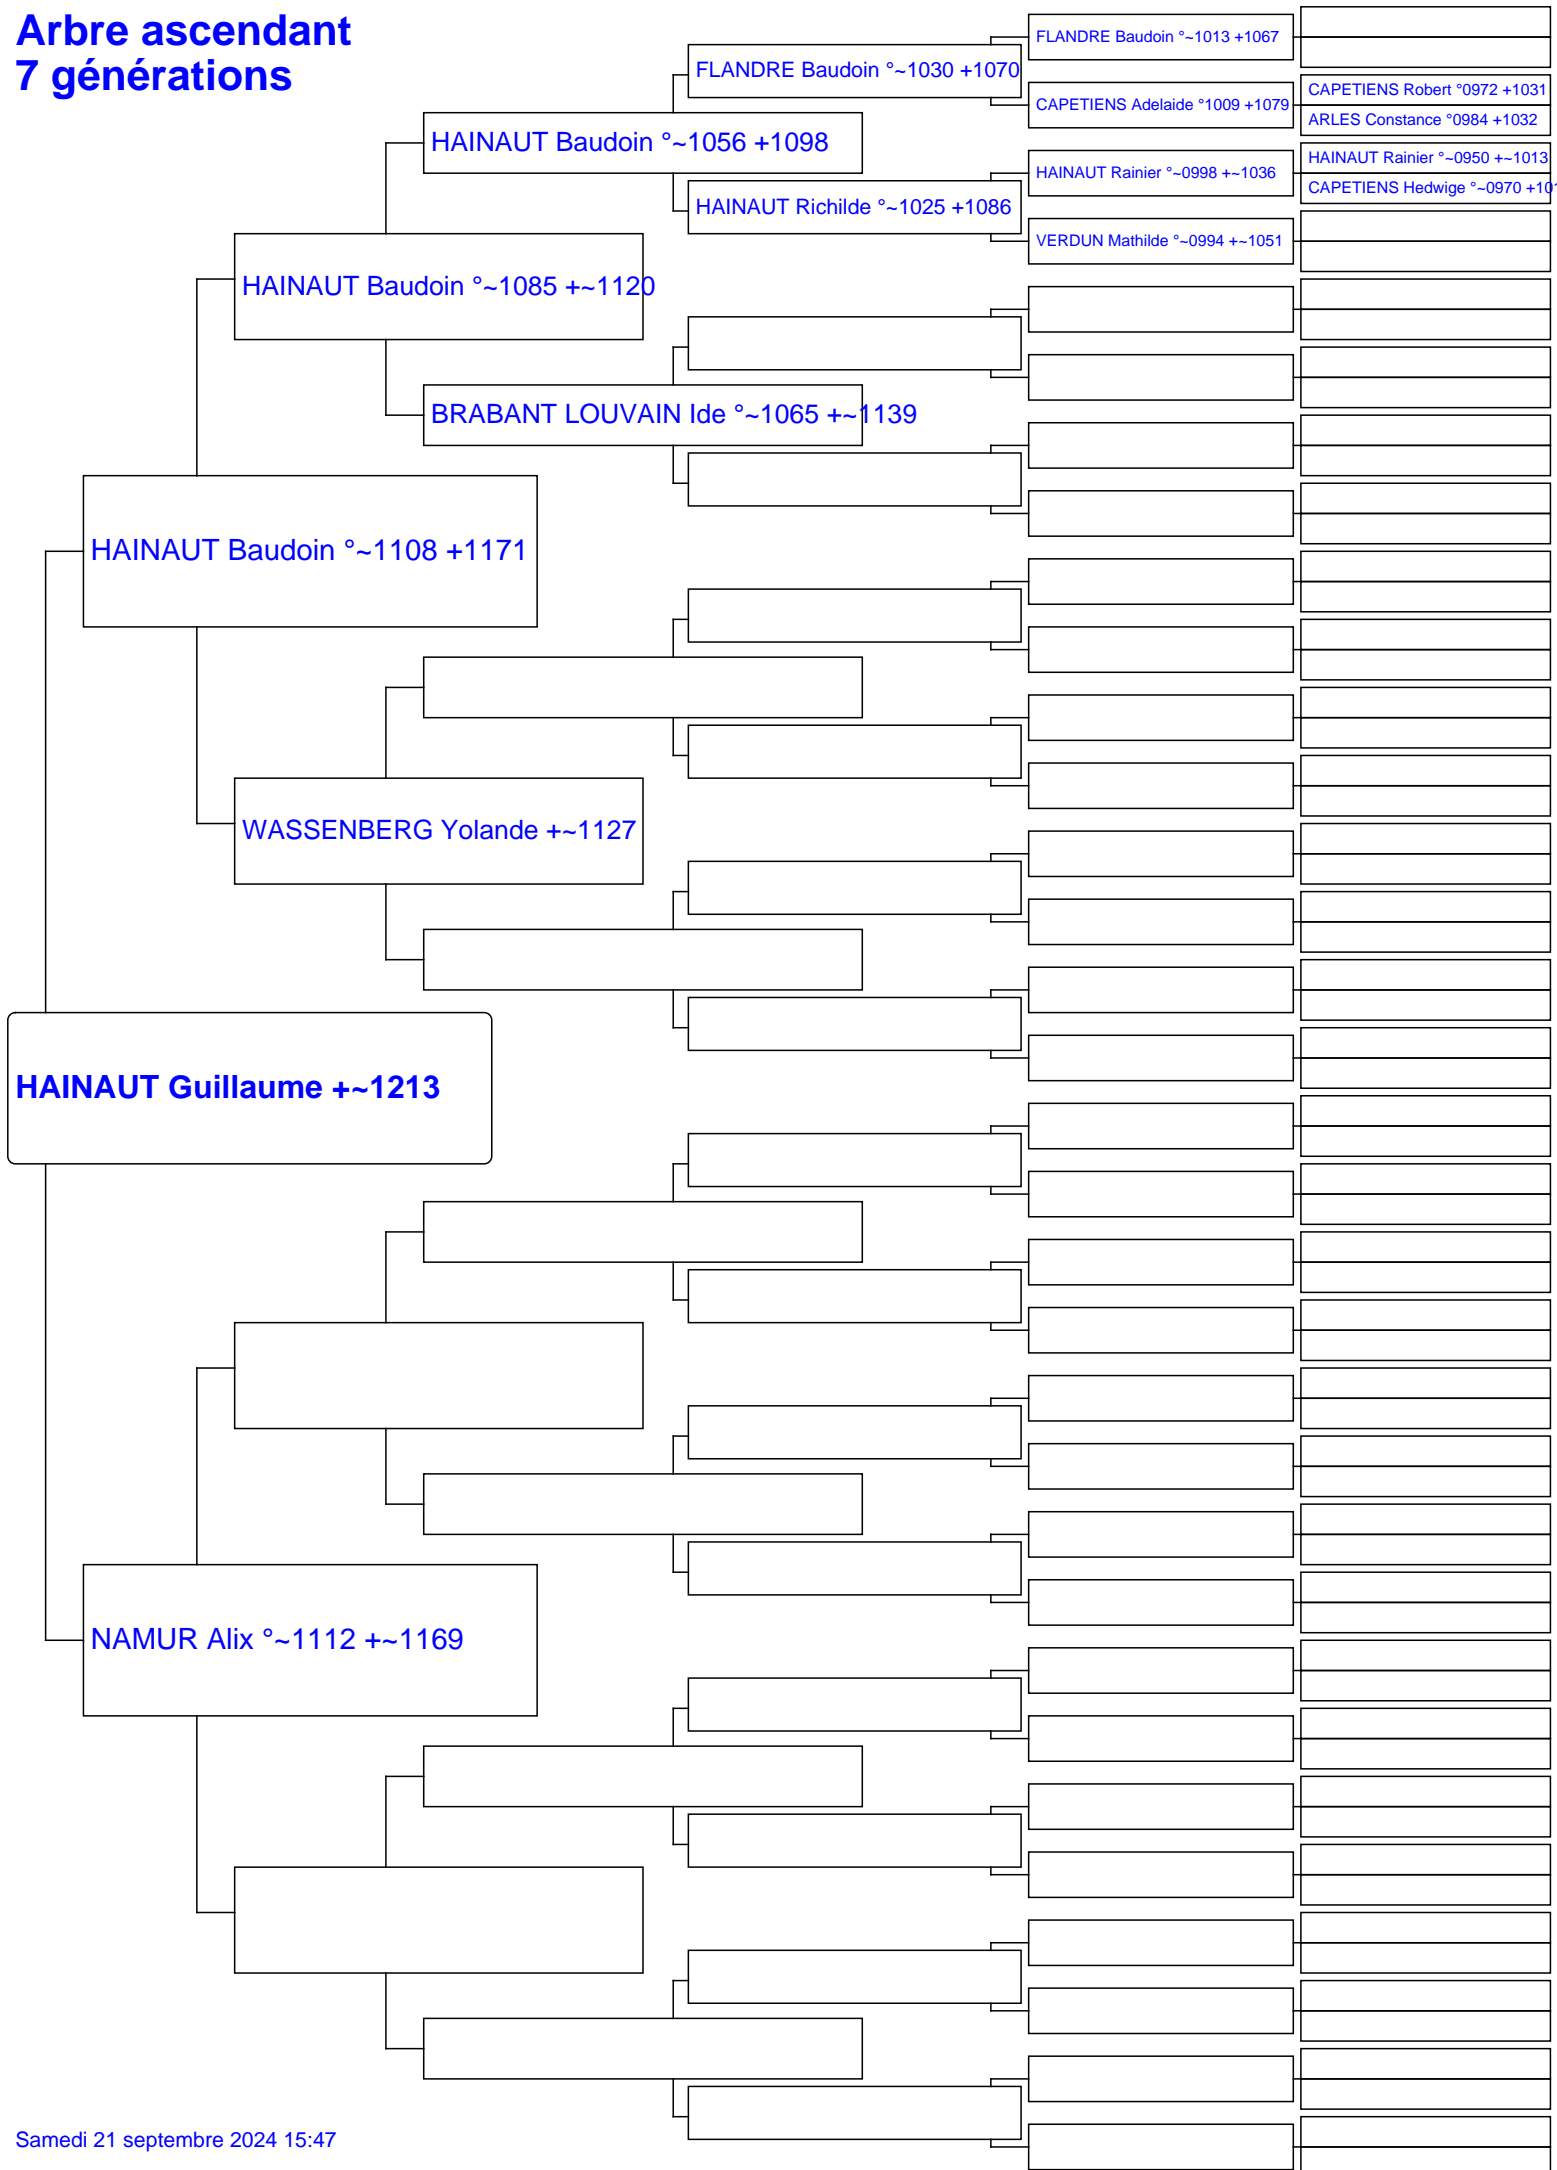 Arbre ascendant
7 générations
FLANDRE Baudoin °~1013 +1067
FLANDRE Baudoin °~1030 +1070
CAPETIENS Robert °0972 +1031
CAPETIENS Adelaide °1009 +1079
ARLES Constance °0984 +1032
HAINAUT Baudoin °~1056 +1098
HAINAUT Rainier °~0950 +~1013
HAINAUT Rainier °~0998 +~1036
CAPETIENS Hedwige °~0970
HAINAUT Richilde °~1025 +1086
VERDUN Mathilde °~0994 +~1051
HAINAUT Baudoin °~1085 +~1120
BRABANT LOUVAIN Ide °~1065 +~1139
HAINAUT Baudoin °~1108 +1171
WASSENBERG Yolande +~1127
HAINAUT Guillaume +~1213
NAMUR Alix °~1112 +~1169
Samedi 21 septembre 2024 15:47